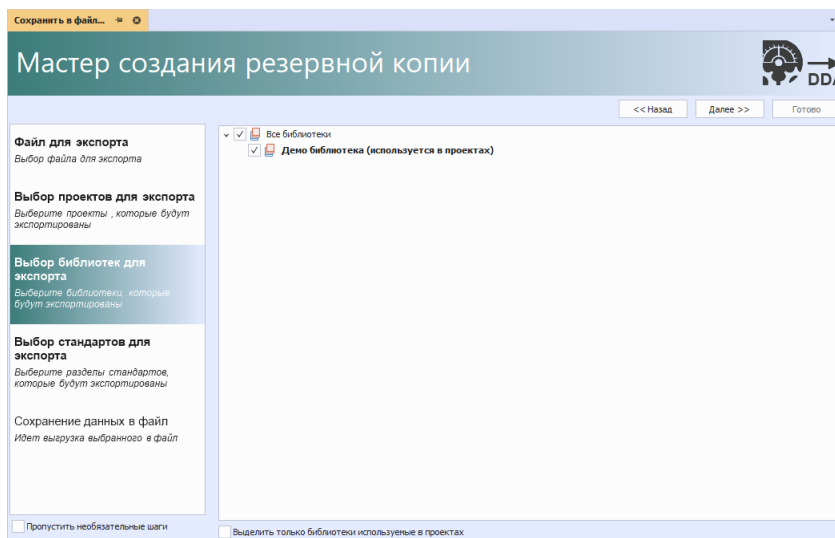 Сохранить в файл...
Мастер создания резервной копии
<< Назад
Далее >>
Готово
Файл для экспорта
Выбор файла для экспорта
Выбор проектов для экспорта
Выберите проекты , которые будут
экспортированы
Выбор библиотек для
экспорта
Выберите библиотеки, которые
будут экспортированы
Выбор стандартов для
экспорта
Выберите разделы стандартов,
которые будут экспортированы
Сохранение данных в файл
Идет выгрузка выбранного в файл
Пропустить необязательные шаги
Все библиотеки
Демо библиотека (используется в проектах)
Выделить только библиотеки используемые в проектах